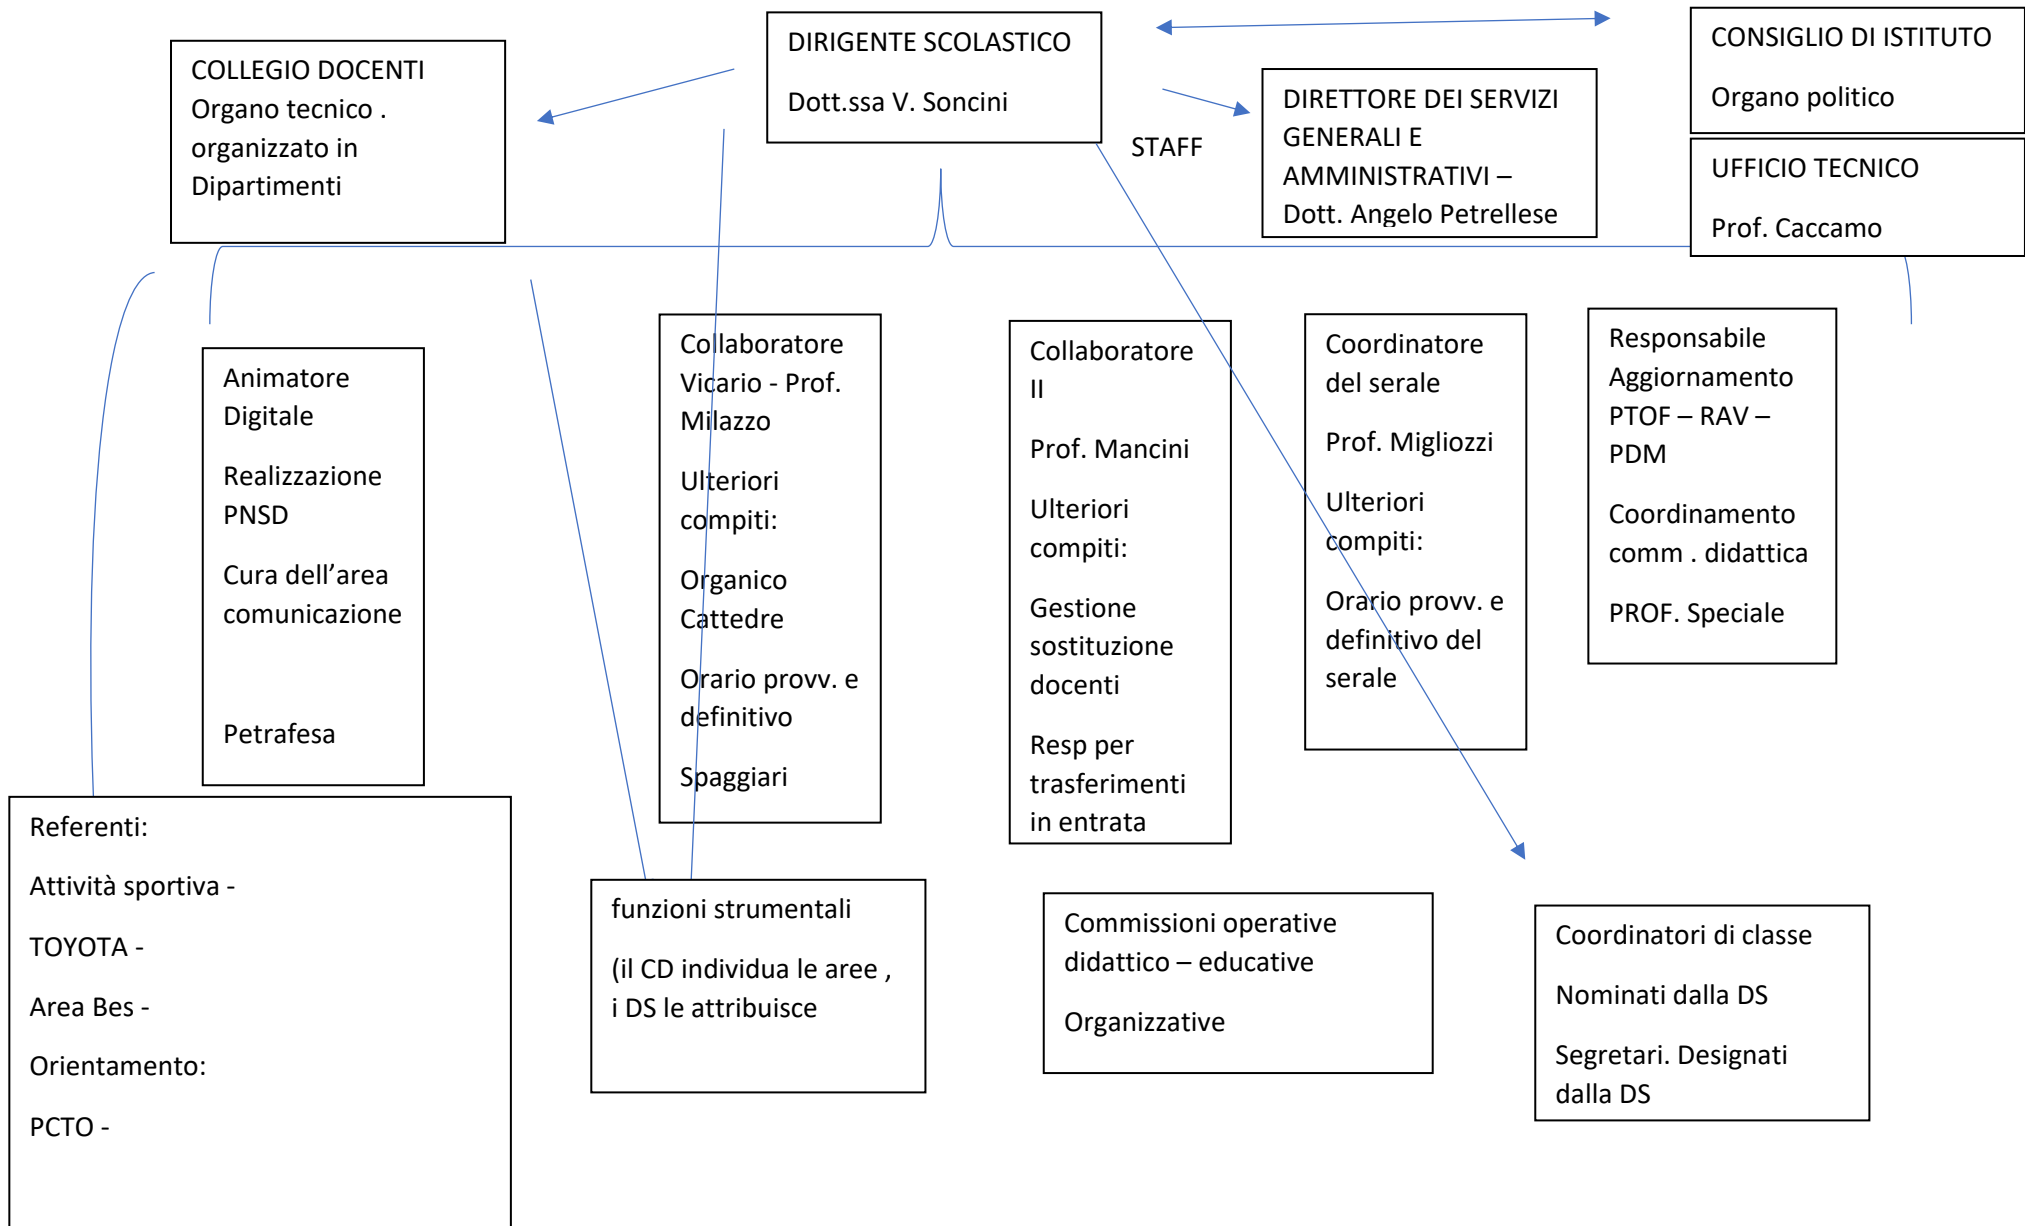 COLLEGIO DOCENTI
Organo tecnico .
organizzato in
Dipartimenti
DIRIGENTE SCOLASTICO
Dott.ssa V. Soncini
STAFF
DIRETTORE DEI SERVIZI
GENERALI E
AMMINISTRATIVI –
Dott. Angelo Petrellese
CONSIGLIO DI ISTITUTO
Organo politico
UFFICIO TECNICO
Prof. Caccamo
Animatore
Digitale
Realizzazione
PNSD
Cura dell’area
comunicazione
Petrafesa
Collaboratore
Vicario - Prof.
Milazzo
Ulteriori
compiti:
Organico
Cattedre
Orario provv. e
definitivo
Spaggiari
Collaboratore
II
Prof. Mancini
Ulteriori
compiti:
Gestione
sostituzione
docenti
Resp per
trasferimenti
in entrata
Coordinatore
del serale
Prof. Migliozzi
Ulteriori
compiti:
Orario provv. e
definitivo del
serale
Responsabile
Aggiornamento
PTOF – RAV –
PDM
Coordinamento
comm . didattica
PROF. Speciale
Referenti:
Attività sportiva -
TOYOTA -
Area Bes -
Orientamento:
PCTO -
funzioni strumentali
(il CD individua le aree ,
i DS le attribuisce
Commissioni operative
didattico – educative
Organizzative
Coordinatori di classe
Nominati dalla DS
Segretari. Designati
dalla DS